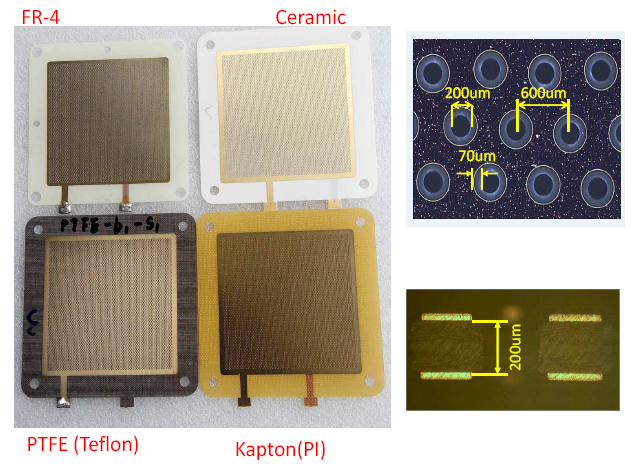 FR-4
Ceramic
PTFE-b1-S1
PTFE (Teflon)
Kapton(PI)
200um
600um
70um
200um